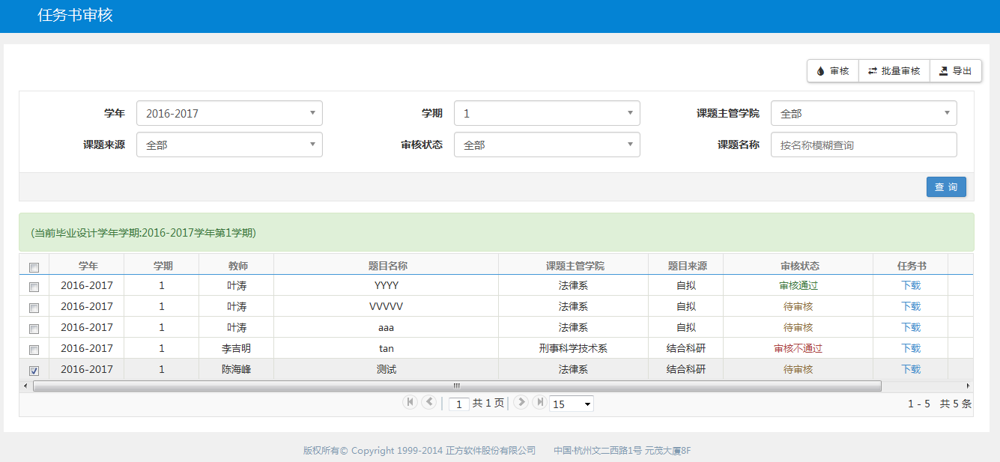 任务书审核
审核 批量审核 导出
学年 2016-2017 学期 1 课题主管学院 全部
课题来源 全部 审核状态 全部 课题名称 按名称模糊查询
查 询
(当前毕业设计学年学期:2016-2017学年第1学期)
学年 学期 教师 题目名称 课题主管学院 题目来源 审核状态 任务书
2016-2017 1 叶涛 YYYY 法律系 自拟 审核通过 下载
2016-2017 1 叶涛 VVVVV 法律系 自拟 待审核 下载
2016-2017 1 叶涛 aaa 法律系 自拟 待审核 下载
2016-2017 1 李吉明 tan 刑事科学技术系 结合科研 审核不通过 下载
2016-2017 1 陈海峰 测试 法律系 结合科研 待审核 下载
1 共 1 页 15 1 - 5 共 5 条
版权所有© Copyright 1999-2014 正方软件股份有限公司 中国·杭州文二西路1号 元茂大厦8F